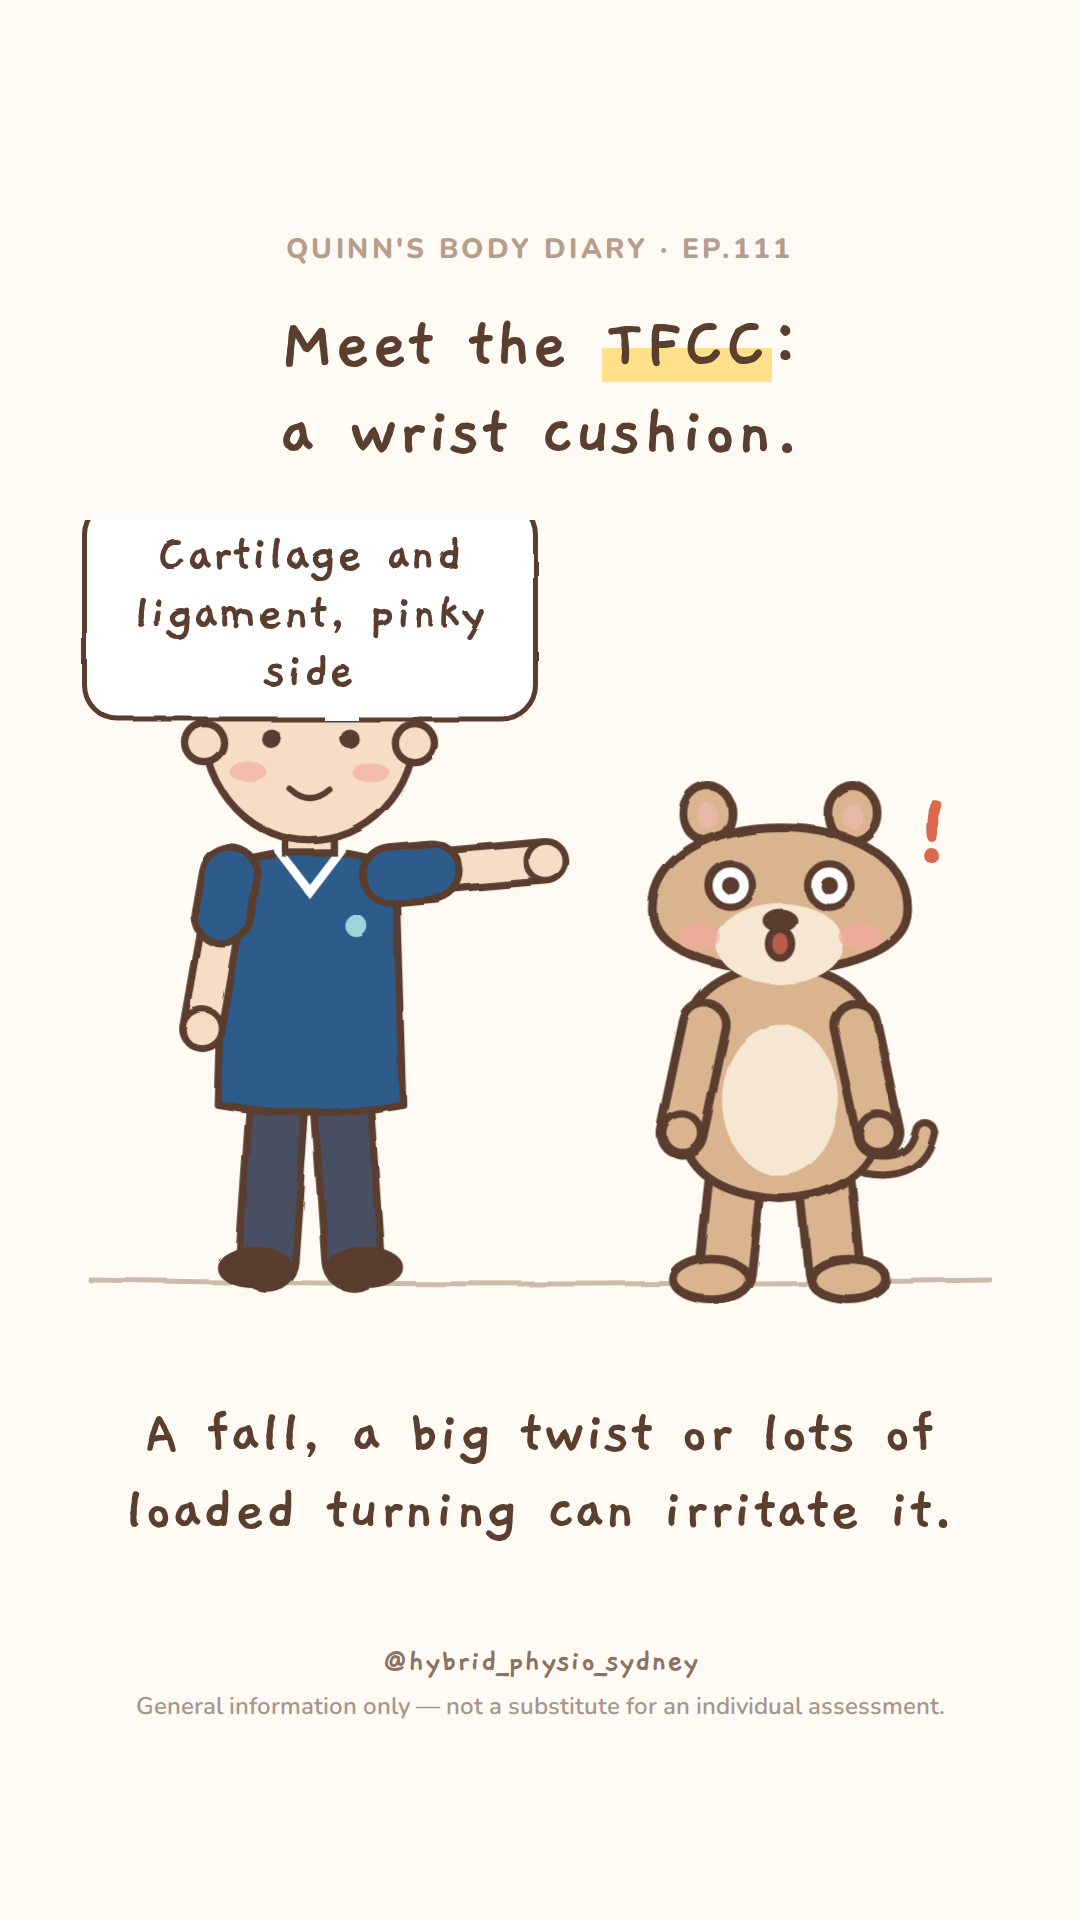 QUINN'S BODY DIARY · EP.111
Meet the TFCC:
a wrist cushion.
Cartilage and
ligament, pinky
side
A fall, a big twist or lots of
loaded turning can irritate it.
@hybrid_physio_sydney
General information only — not a substitute for an individual assessment.